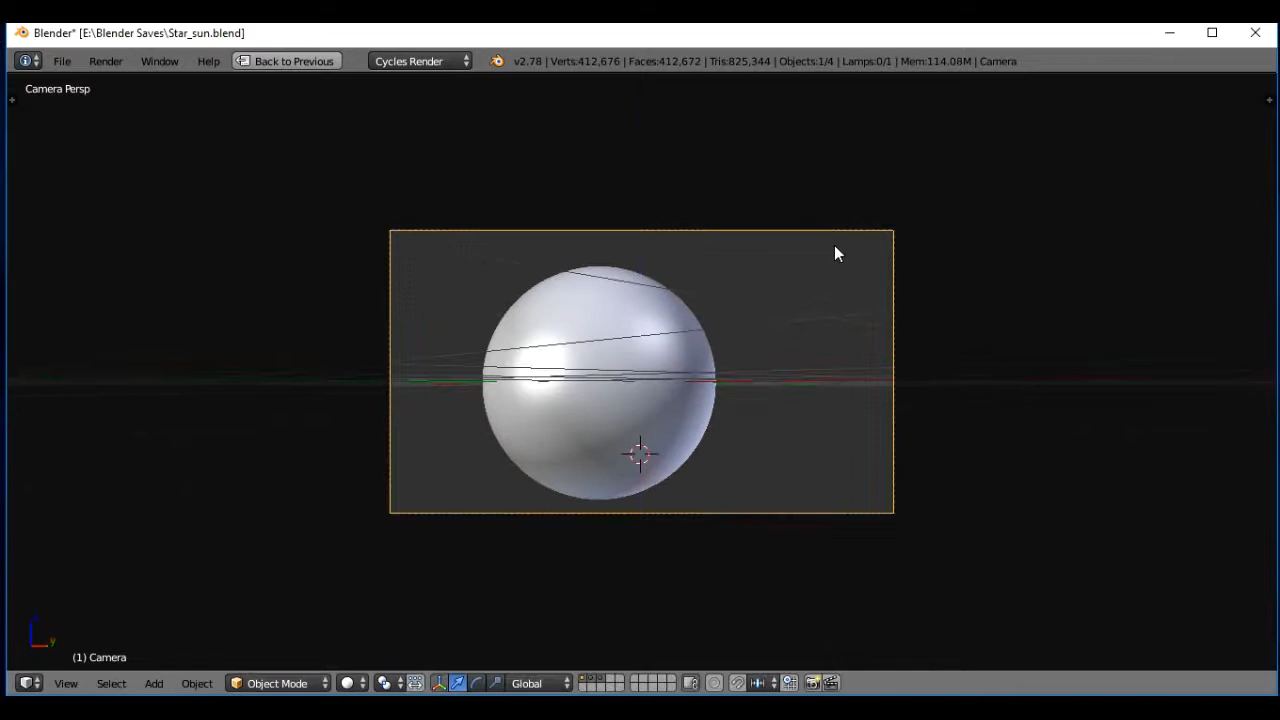 Blender* [E:\Blender Saves\Star_sun.blend]
File Render Window Help Back to Previous Cycles Render v2.78 | Verts:412,676 | Faces:412,672 | Tris:825,344 | Objects:1/4 | Lamps:0/1 | Mem:114.08M | Camera
Camera Persp
y
(1) Camera
View Select Add Object Object Mode Global